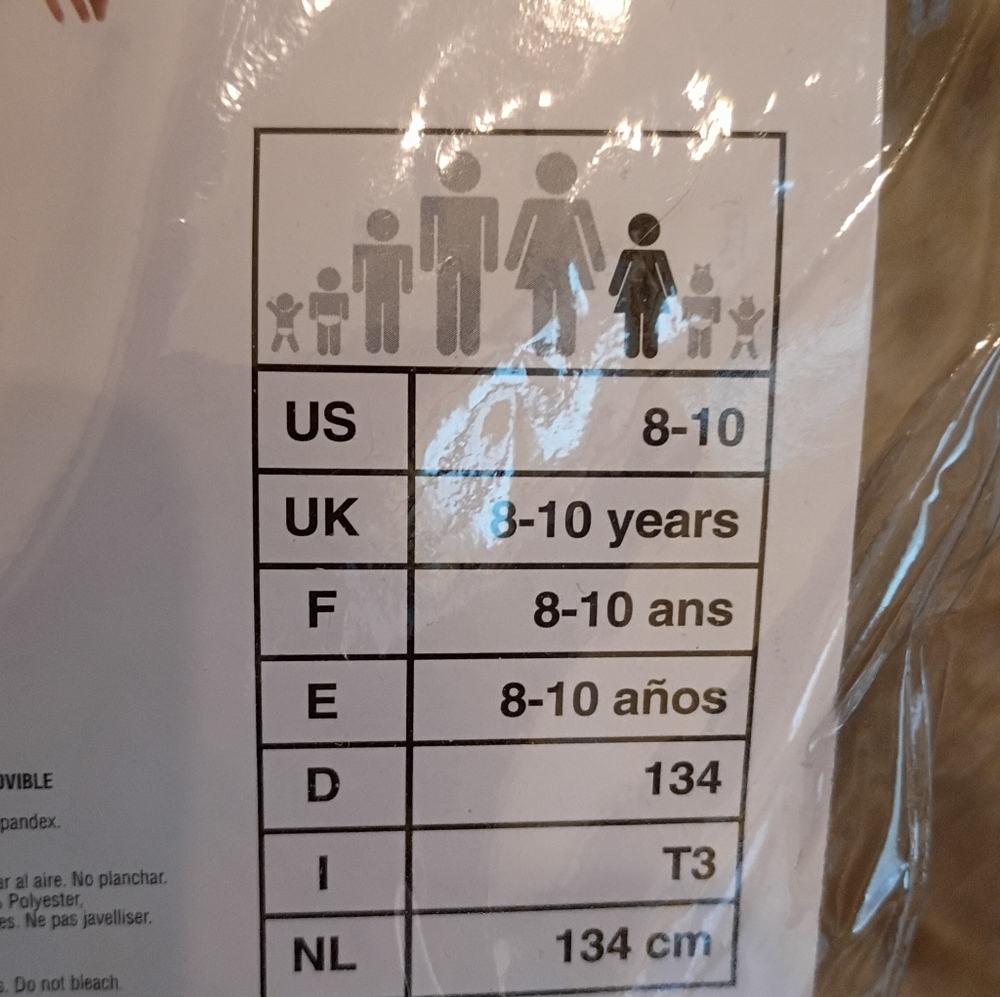 US 8-10
UK 8-10 years
F 8-10 ans
E 8-10 años
D 134
I T3
NL 134 cm
OVIBLE
pandex.
ar al aire. No planchar.
Polyester,
es. Ne pas javelliser.
s. Do not bleach.